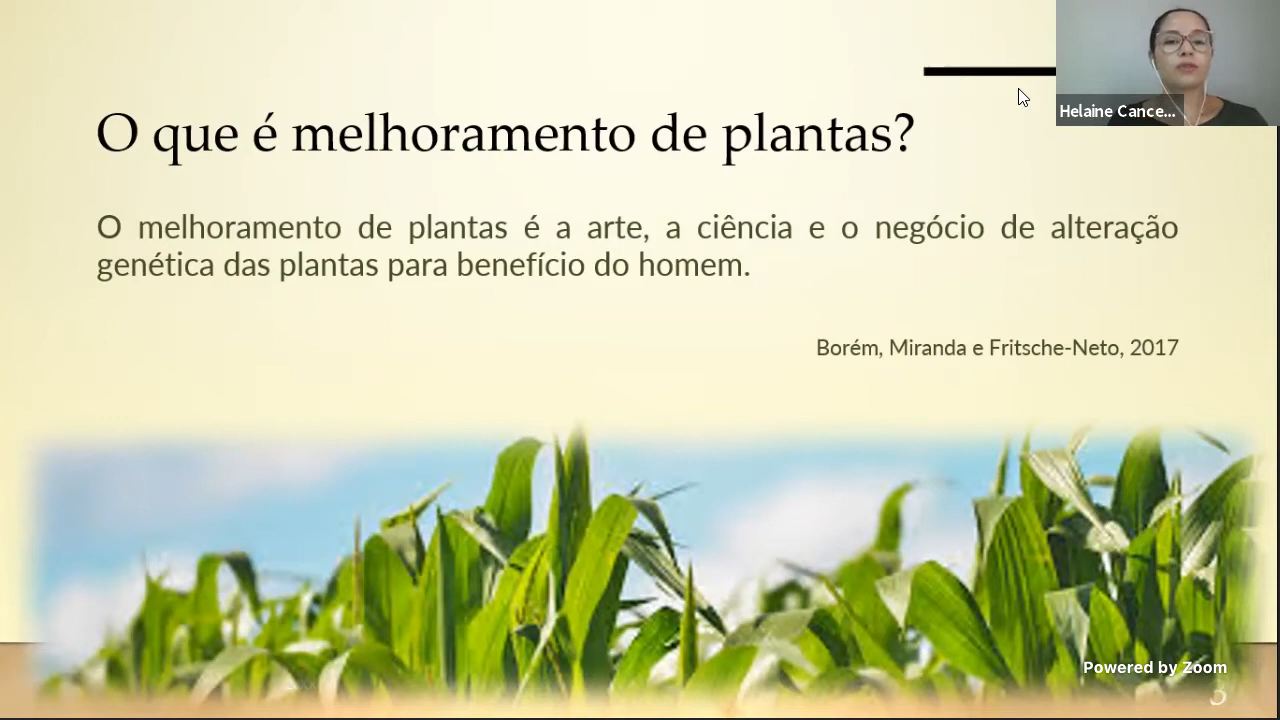 Helaine Cance...
O que é melhoramento de plantas?
O melhoramento de plantas é a arte, a ciência e o negócio de alteração
genética das plantas para benefício do homem.
Borém, Miranda e Fritsche-Neto, 2017
Powered by Zoom